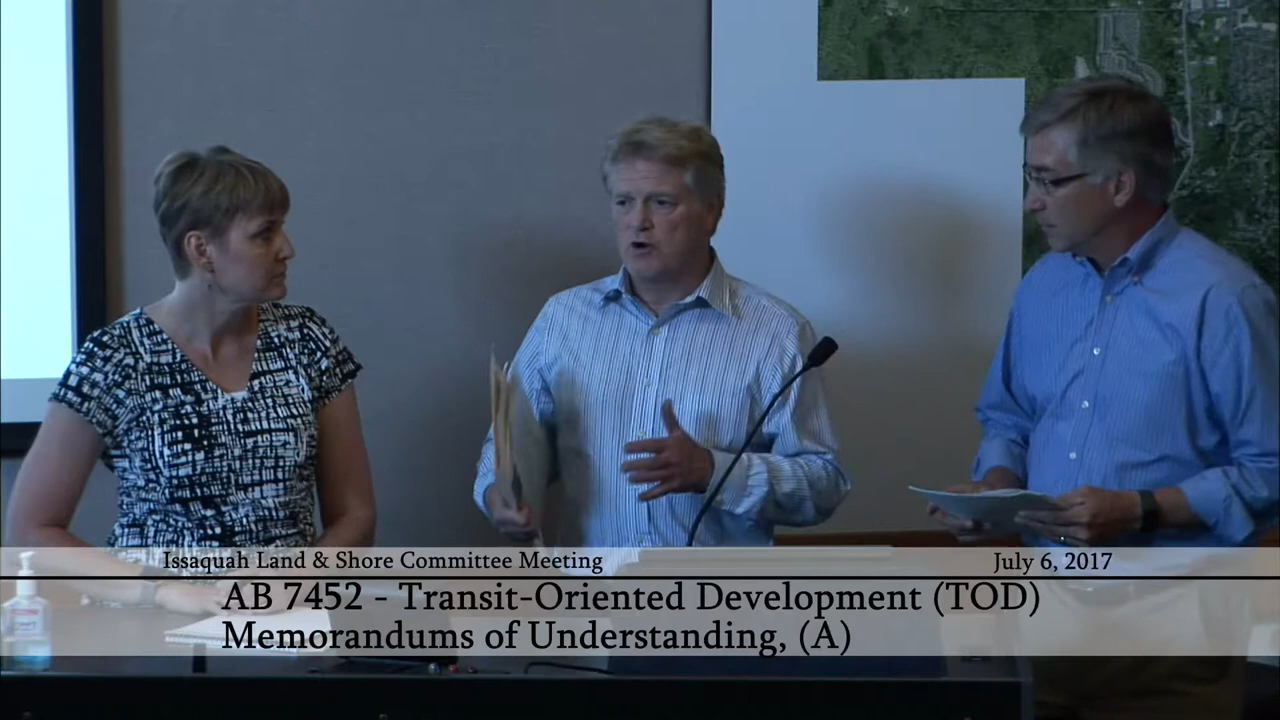 Issaquah Land & Shore Committee Meeting
July 6, 2017
AB 7452 - Transit-Oriented Development (TOD)
Memorandums of Understanding, (A)